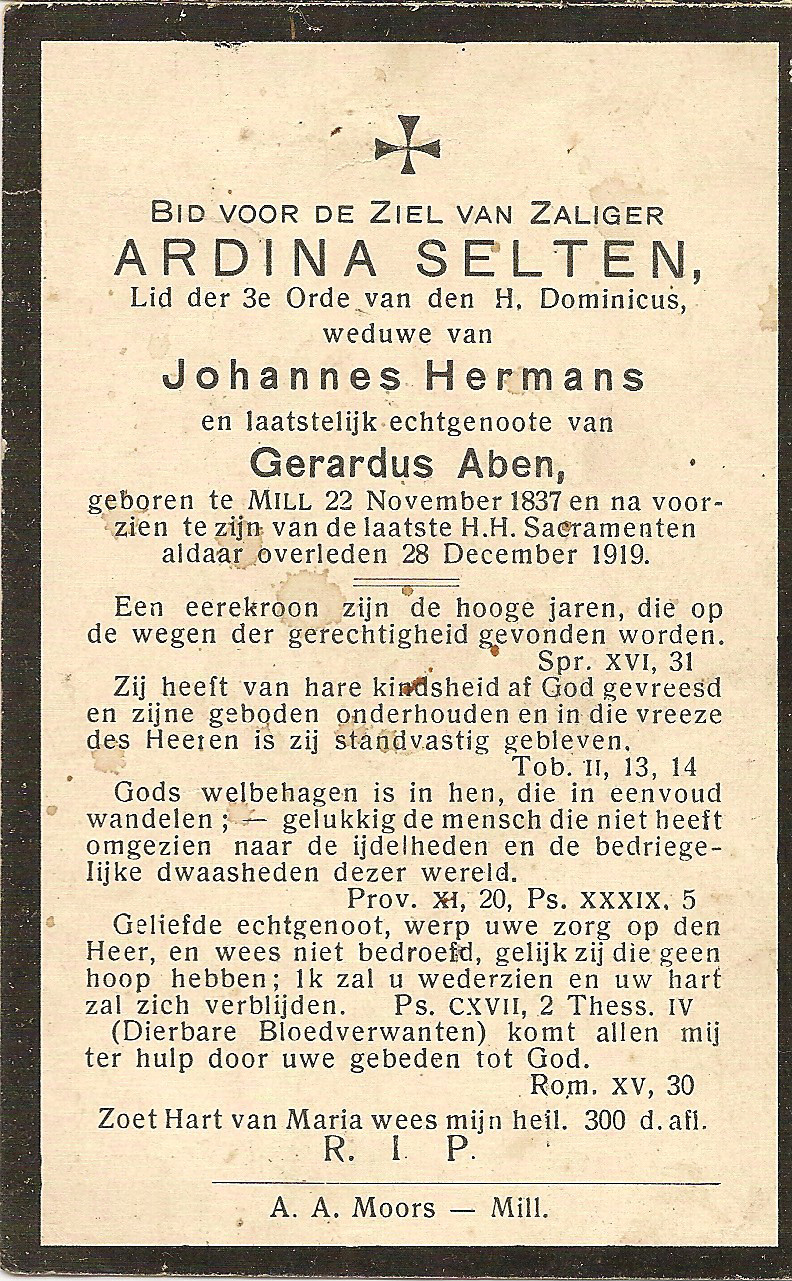 BID VOOR DE ZIEL VAN ZALIGER
ARDINA SELTEN,
Lid der 3e Orde van den H. Dominicus,
weduwe van
Johannes Hermans
en laatstelijk echtgenoote van
Gerardus Aben,
geboren te MILL 22 November 1837 en na voor-
zien te zijn van de laatste H.H. Sacramenten
aldaar overleden 28 December 1919.
Een eerekroon zijn de hooge jaren, die op
de wegen der gerechtigheid gevonden worden.
Spr. XVI, 31
Zij heeft van hare kindsheid af God gevreesd
en zijne geboden onderhouden en in die vreeze
des Heeren is zij standvastig gebleven.
Tob. II, 13, 14
Gods welbehagen is in hen, die in eenvoud
wandelen ; — gelukkig de mensch die niet heeft
omgezien naar de ijdelheden en de bedriege-
lijke dwaasheden dezer wereld.
Prov. XI, 20, Ps. XXXIX. 5
Geliefde echtgenoot, werp uwe zorg op den
Heer, en wees niet bedroefd, gelijk zij die geen
hoop hebben; Ik zal u wederzien en uw hart
zal zich verblijden. Ps. CXVII, 2 Thess. IV
(Dierbare Bloedverwanten) komt allen mij
ter hulp door uwe gebeden tot God.
Rom. XV, 30
Zoet Hart van Maria wees mijn heil. 300 d. afl.
R. I. P.
A. A. Moors — Mill.